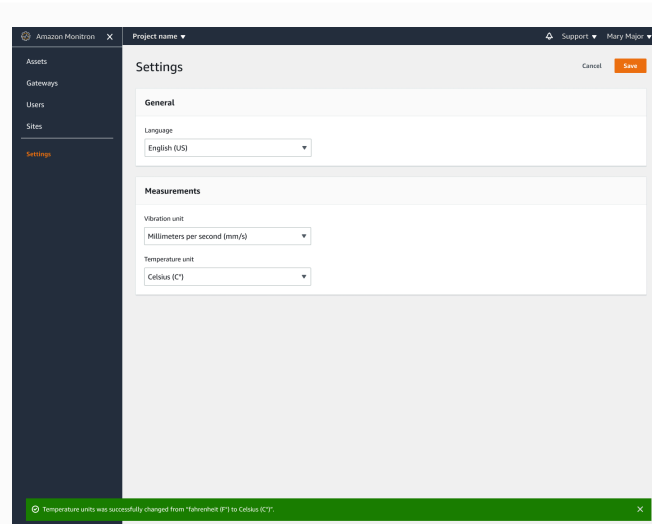 Amazon Monitron
Project name
Support
Mary Major
Assets
Gateways
Users
Sites
Settings
Settings
Cancel
Save
General
Language
English (US)
Measurements
Vibration unit
Millimeters per second (mm/s)
Temperature unit
Celsius (C°)
Temperature units was successfully changed from "fahrenheit (F°) to Celsius (C°)".